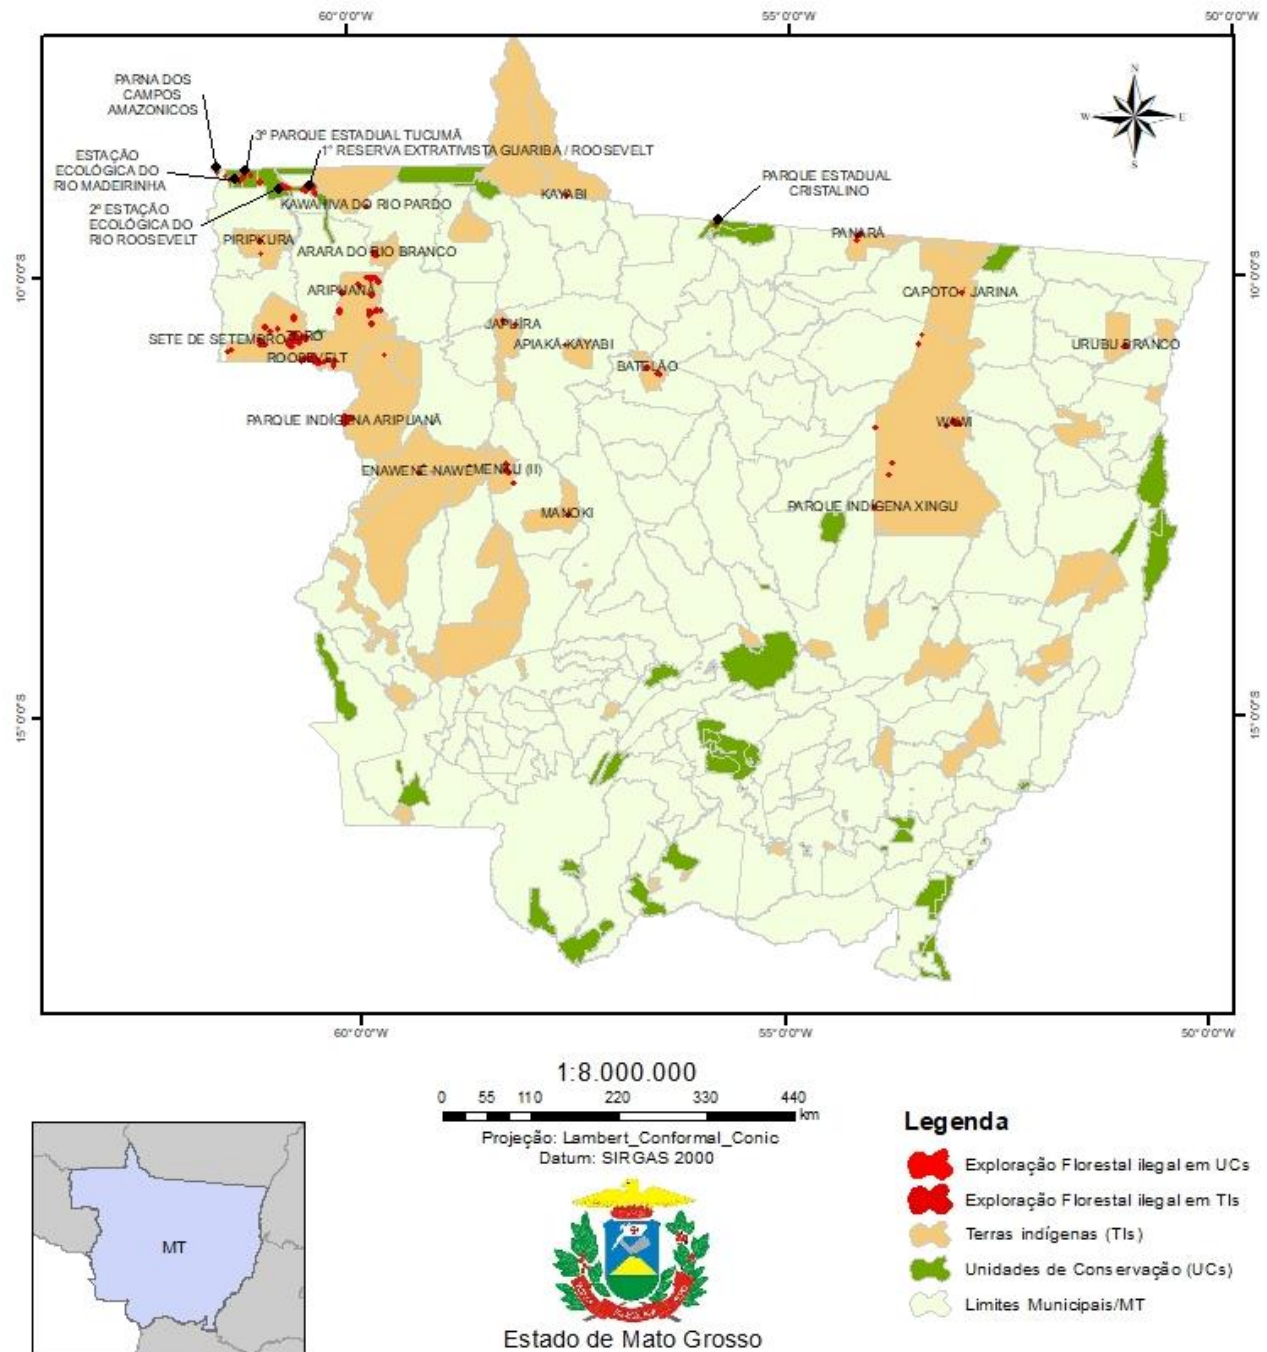 60°0'0"W
55°0'0"W
50°0'0"W
PARNA DOS
CAMPOS
AMAZONICOS
N
W
E
S
3º PARQUE ESTADUAL TUCUMÃ
1º RESERVA EXTRATIVISTA GUARIBA / ROOSEVELT
ESTAÇÃO
ECOLÓGICA DO
RIO MADEIRINHA
PARQUE ESTADUAL
CRISTALINO
KAYABI
KAWAHIVA DO RIO PARDO
2º ESTAÇÃO
ECOLÓGICA DO
RIO ROOSEVELT
PIRIPKURA
PANARÁ
ARARA DO RIO BRANCO
10°0'0"S
10°0'0"S
ARIPUANÃ
CAPOTO / JARINA
JAPUÍRA
SETE DE SETEMBRO
ZORÓ
APIAKÁ-KAYABI
URUBU BRANCO
ROOSEVELT
BATELÃO
PARQUE INDÍGENA ARIPUANÃ
WAWI
ENAWENÊ-NAWÊ
MENKU (II)
MANOKI
PARQUE INDÍGENA XINGU
15°0'0"S
15°0'0"S
60°0'0"W
55°0'0"W
50°0'0"W
1:8.000.000
0 55 110 220 330 440
km
Projeção: Lambert_Conformal_Conic
Datum: SIRGAS 2000
MT
Estado de Mato Grosso
Legenda
Exploração Florestal ilegal em UCs
Exploração Florestal ilegal em TIs
Terras indígenas (TIs)
Unidades de Conservação (UCs)
Limites Municipais/MT